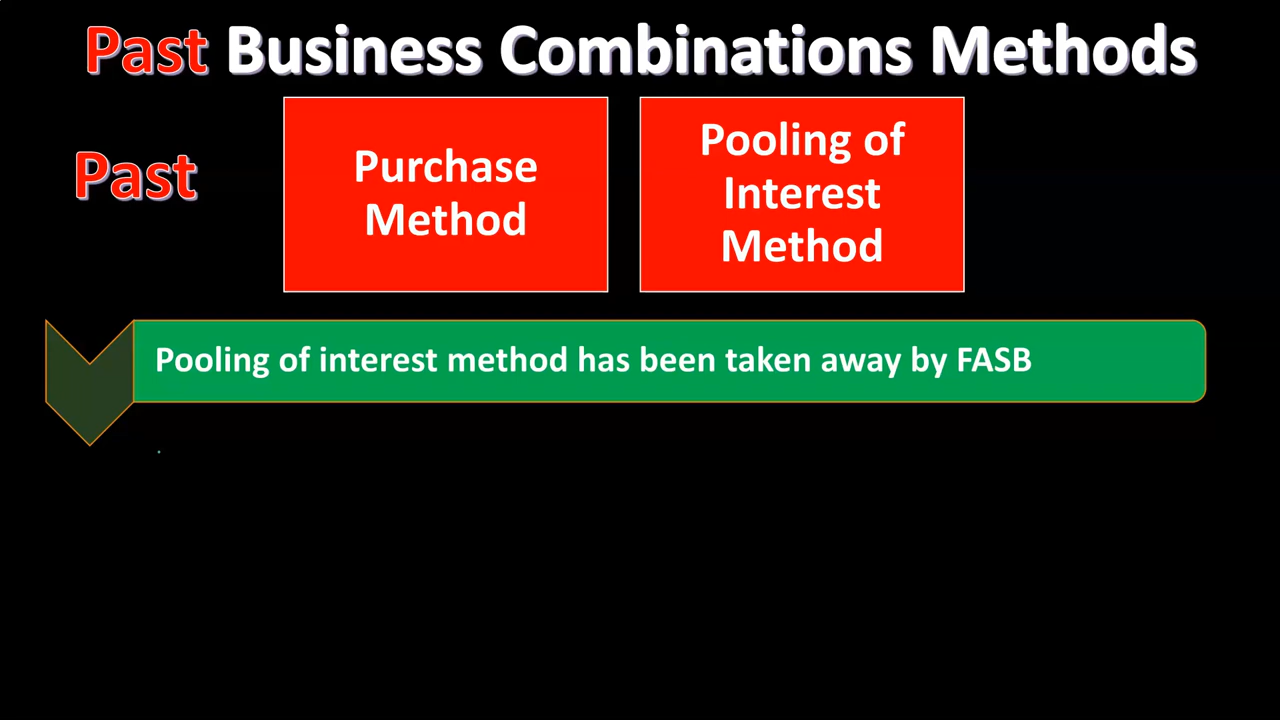 Past Business Combinations Methods
Past
Purchase
Method
Pooling of
Interest
Method
Pooling of interest method has been taken away by FASB